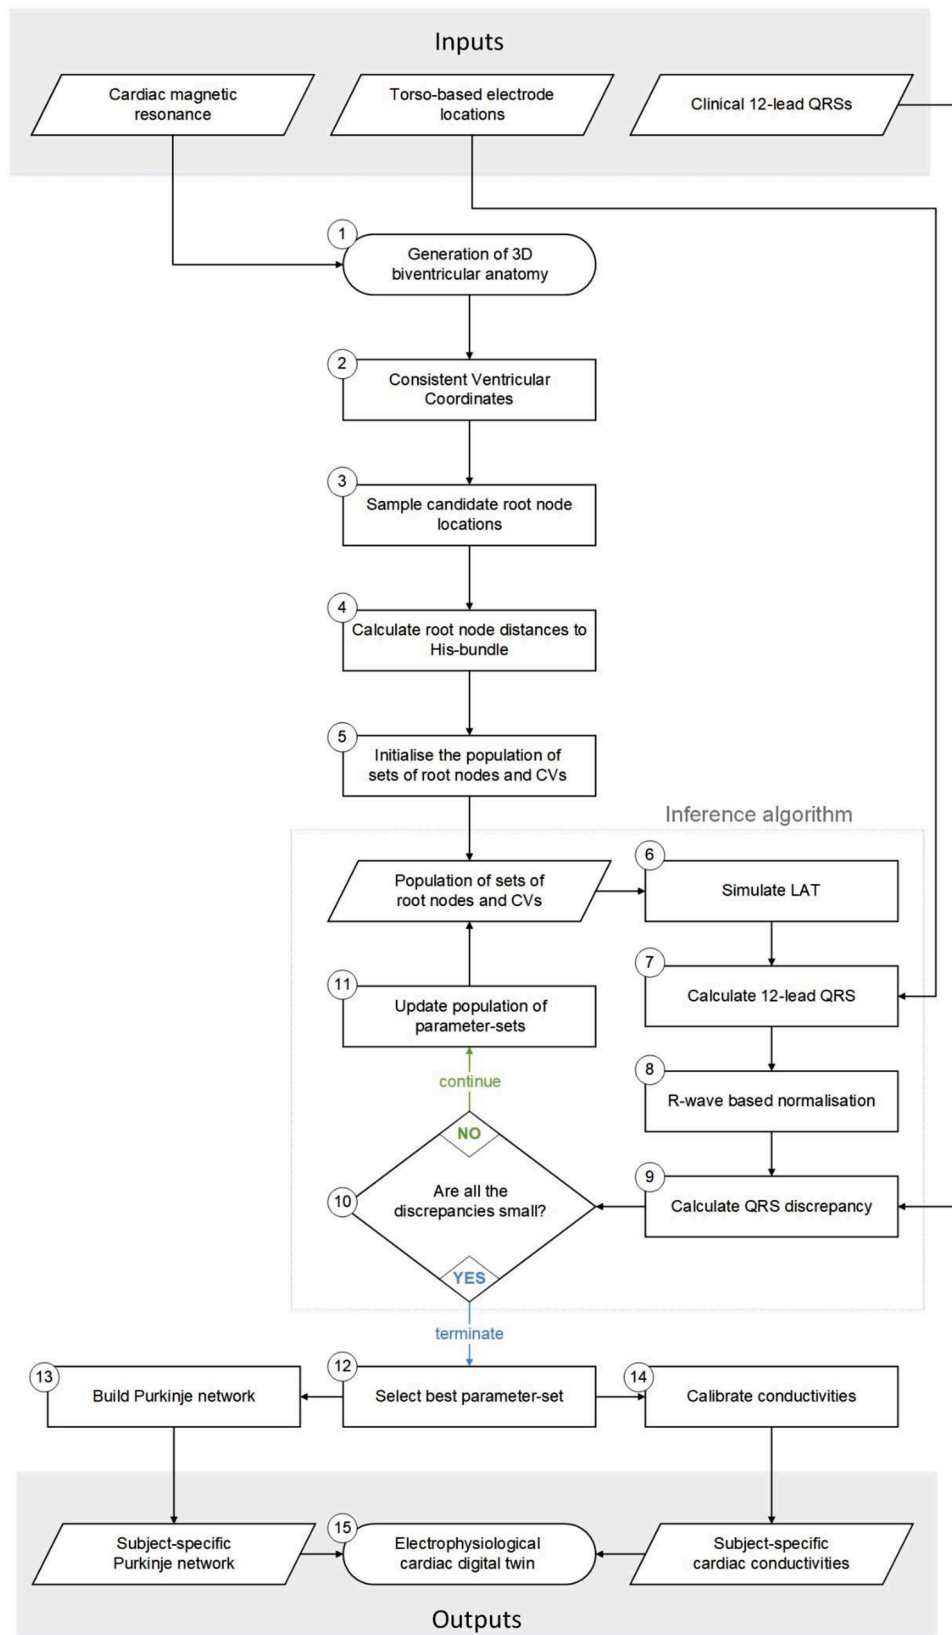 Inputs
Cardiac magnetic
resonance
Torso-based electrode
locations
Clinical 12-lead QRSs
1
Generation of 3D
biventricular anatomy
2
Consistent Ventricular
Coordinates
3
Sample candidate root node
locations
4
Calculate root node distances to
His-bundle
5
Initialise the population of
sets of root nodes and CVs
Inference algorithm
Population of sets of
root nodes and CVs
6
Simulate LAT
7
Calculate 12-lead QRS
8
R-wave based normalisation
9
Calculate QRS discrepancy
10
Are all the
discrepancies small?
NO
continue
11
Update population of
parameter-sets
YES
terminate
12
Select best parameter-set
13
Build Purkinje network
14
Calibrate conductivities
Subject-specific
Purkinje network
15
Electrophysiological
cardiac digital twin
Subject-specific
cardiac conductivities
Outputs